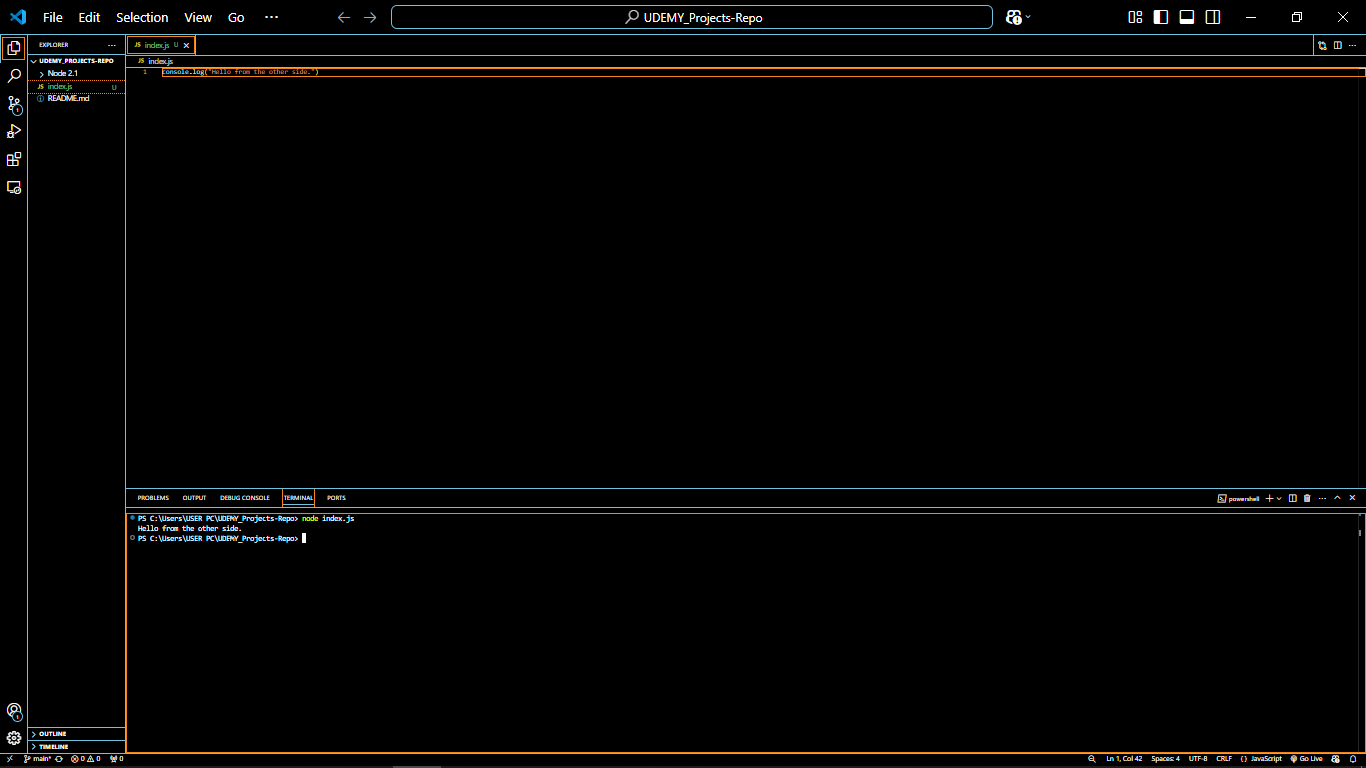 File Edit Selection View Go ···
UDEMY_Projects-Repo
EXPLORER ···
UDEMY_PROJECTS-REPO
Node 2.1
JS index.js U
README.md
JS index.js U
JS index.js
1 console.log("Hello from the other side.")
PROBLEMS OUTPUT DEBUG CONSOLE TERMINAL PORTS
powershell
PS C:\Users\USER PC\UDEMY_Projects-Repo> node index.js
Hello from the other side.
PS C:\Users\USER PC\UDEMY_Projects-Repo>
OUTLINE
TIMELINE
main* 0 0 0
Ln 1, Col 42 Spaces: 4 UTF-8 CRLF {} JavaScript Go Live